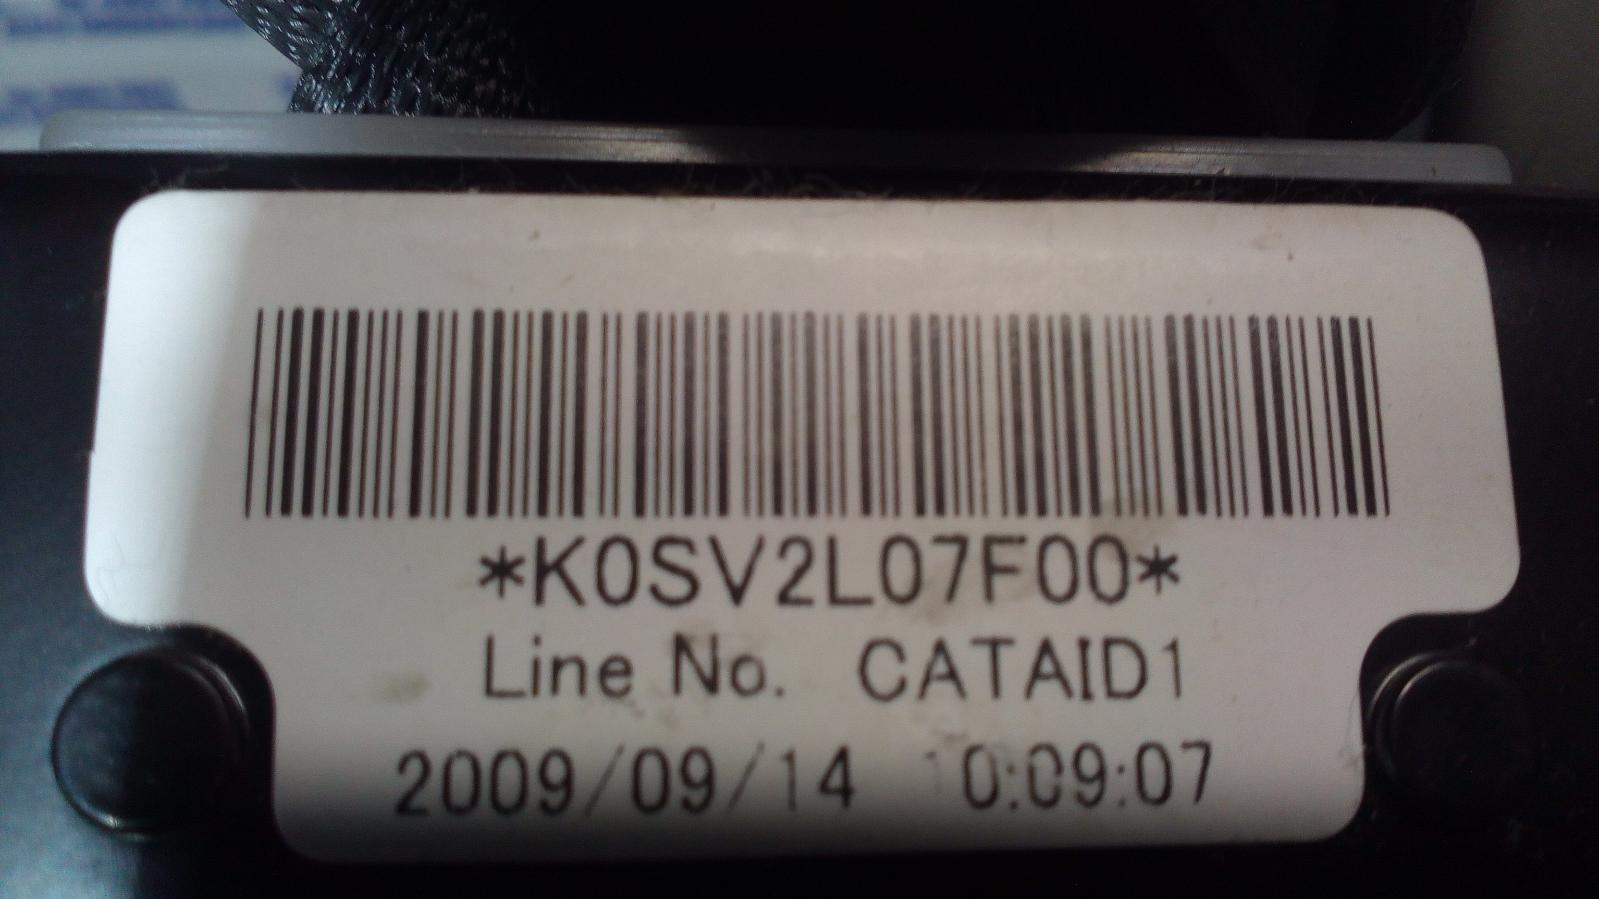 *K0SV2L07F00*
Line No. CATAID1
2009/09/14 10:09:07